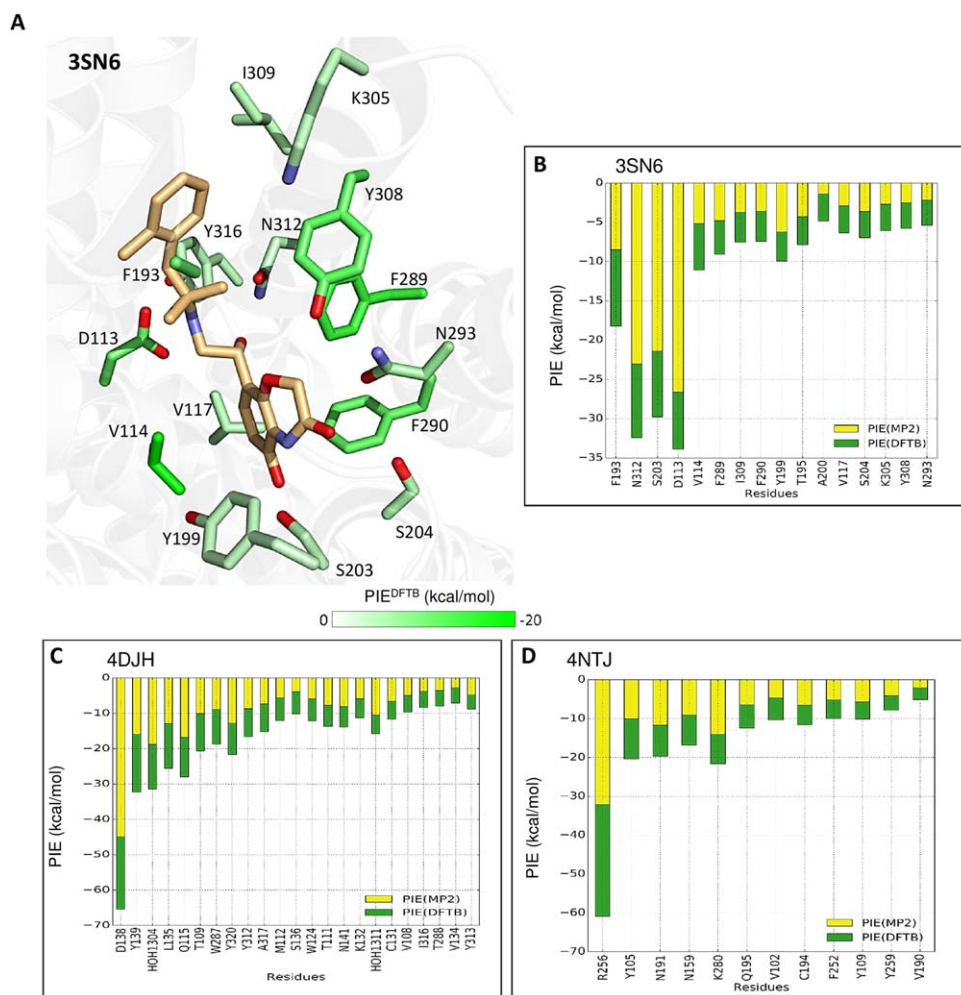 A
3SN6
I309
K305
Y308
N312
Y316
F193
F289
D113
N293
V117
F290
V114
S204
Y199
S203
PIEDFTB (kcal/mol)
0 -20
B 3SN6
PIE (kcal/mol)
0
−5
−10
−15
−20
−25
−30
−35
PIE(MP2)
PIE(DFTB)
F193 N312 S203 D113 V114 F289 I309 F290 Y199 T195 A200 V117 S204 K305 Y308 N293
Residues
C 4DJH
PIE (kcal/mol)
0
−10
−20
−30
−40
−50
−60
−70
PIE(MP2)
PIE(DFTB)
D138 Y139 HOH1304 L135 Q115 T109 W287 Y320 Y312 A317 M112 S136 W124 T111 N141 K132 HOH1311 C131 V108 I316 T288 V134 Y313
Residues
D 4NTJ
PIE (kcal/mol)
0
−10
−20
−30
−40
−50
−60
−70
PIE(MP2)
PIE(DFTB)
R256 Y105 N191 N159 K280 Q195 V102 C194 F252 Y109 Y259 V190
Residues